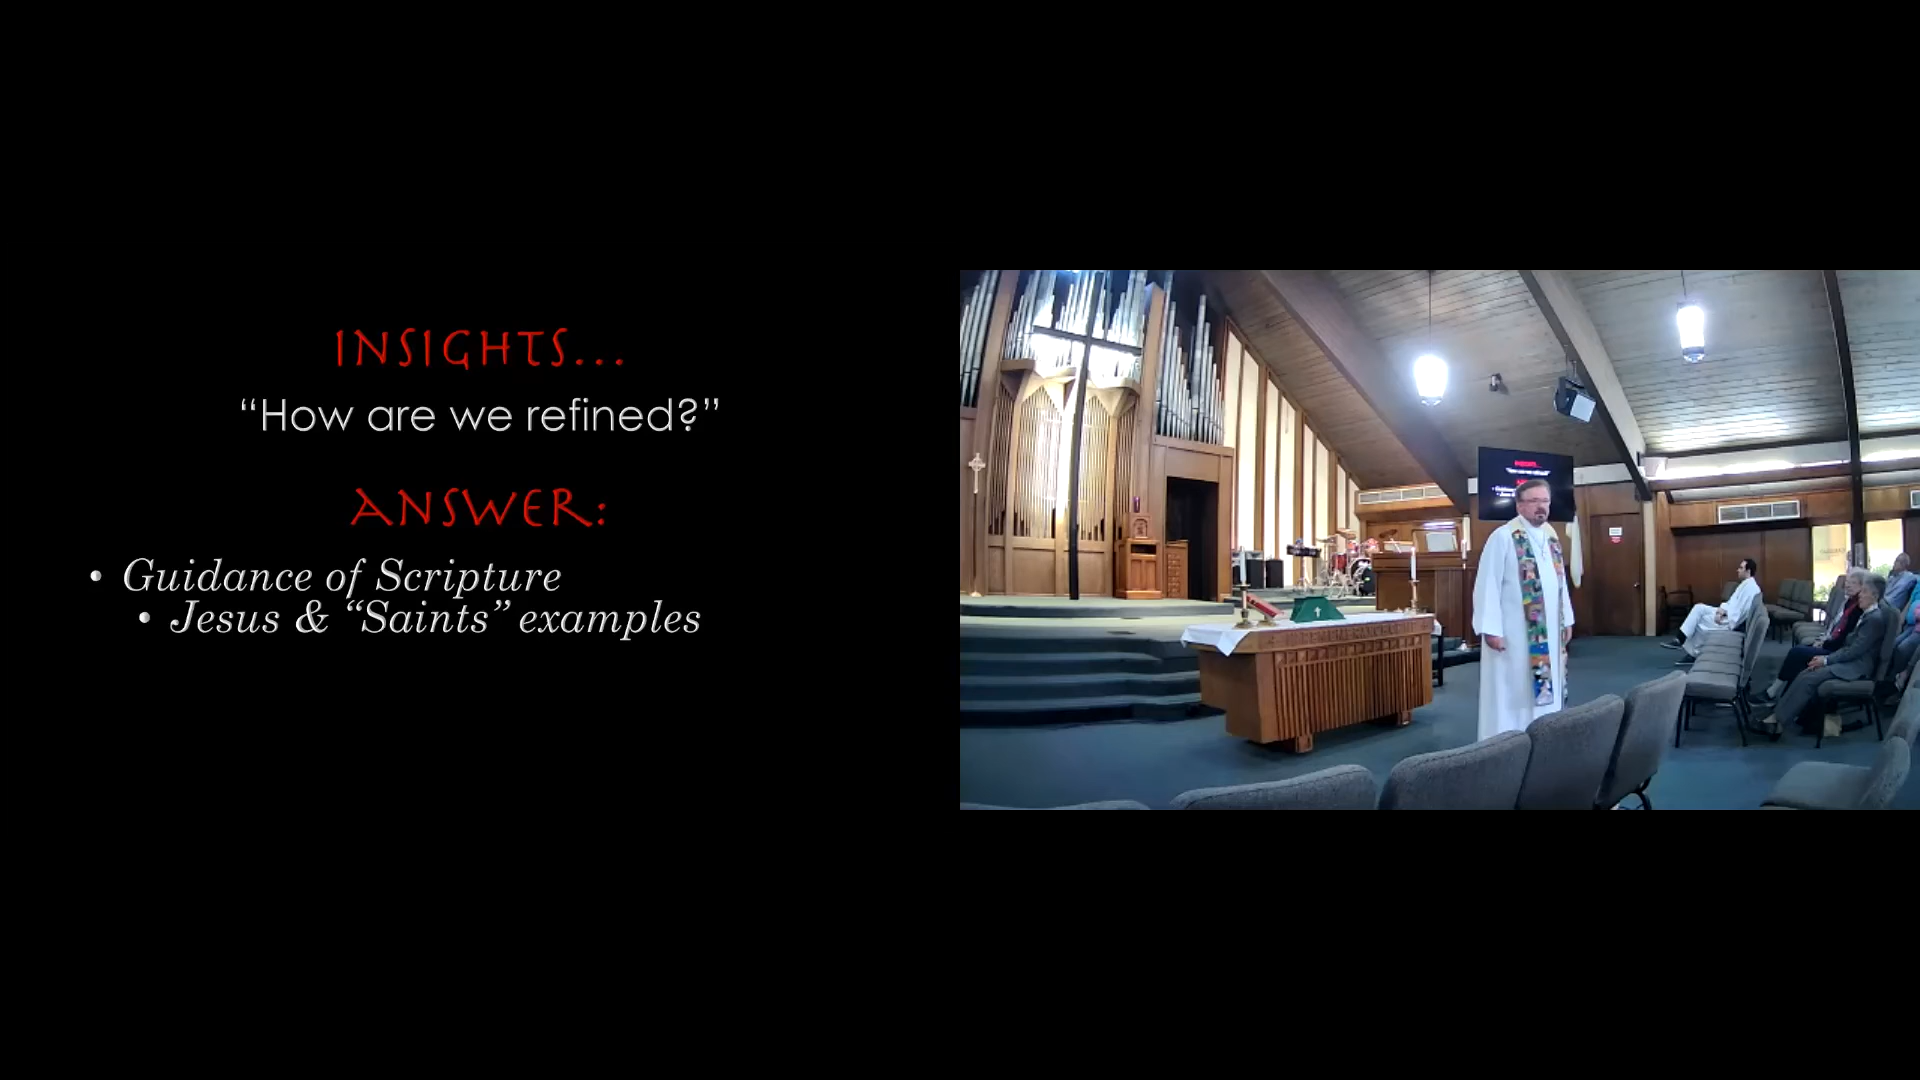 INSIGHTS...
“How are we refined?”
ANSWER:
• Guidance of Scripture
• Jesus & “Saints” examples